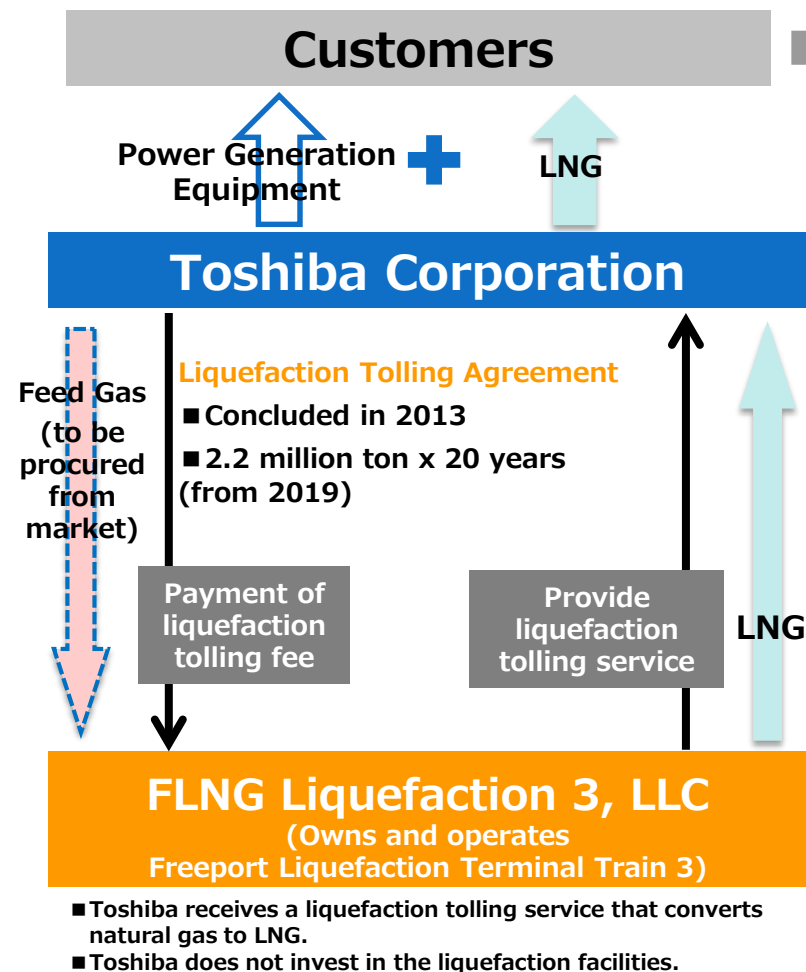 Customers
Power Generation
Equipment
LNG
Toshiba Corporation
Feed Gas
(to be
procured
from
market)
Liquefaction Tolling Agreement
■Concluded in 2013
■2.2 million ton x 20 years
(from 2019)
Payment of
liquefaction
tolling fee
Provide
liquefaction
tolling service
LNG
FLNG Liquefaction 3, LLC
(Owns and operates
Freeport Liquefaction Terminal Train 3)
■Toshiba receives a liquefaction tolling service that converts
natural gas to LNG.
■Toshiba does not invest in the liquefaction facilities.